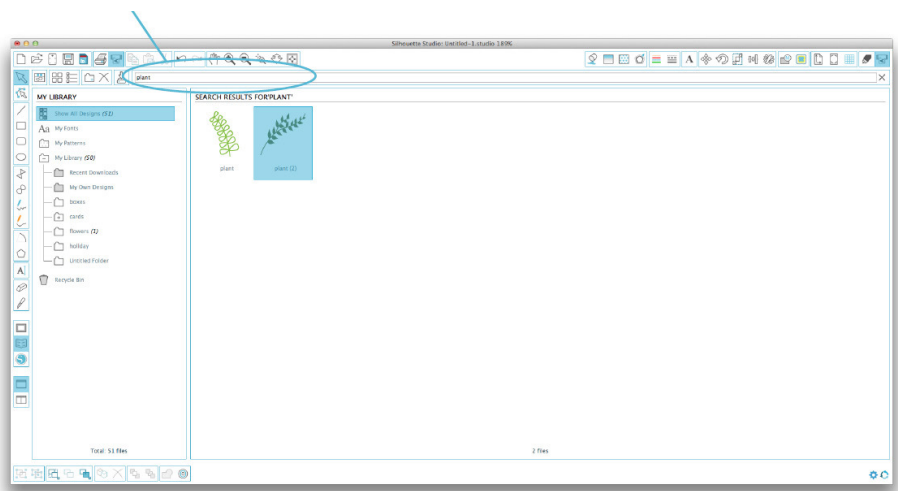 Silhouette Studio: Untitled-1.studio 189%
plant
MY LIBRARY
Show All Designs (51)
Aa My Fonts
My Patterns
My Library (50)
Recent Downloads
My Own Designs
boxes
cards
flowers (1)
holiday
Untitled Folder
Recycle Bin
Total: 51 files
SEARCH RESULTS FOR'PLANT'
plant
plant (2)
2 files
A
A